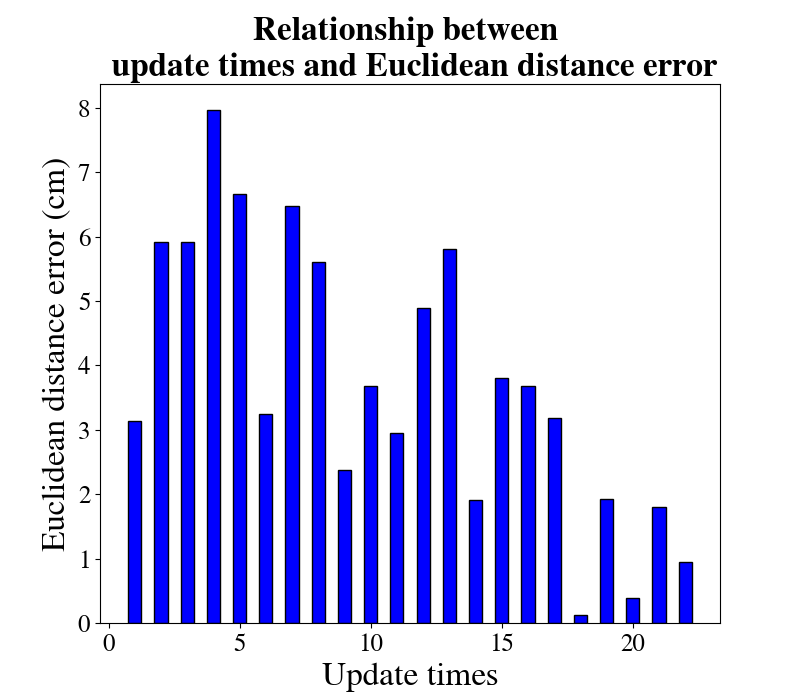 Relationship between
update times and Euclidean distance error
Euclidean distance error (cm)
8
7
6
5
4
3
2
1
0
0 5 10 15 20
Update times